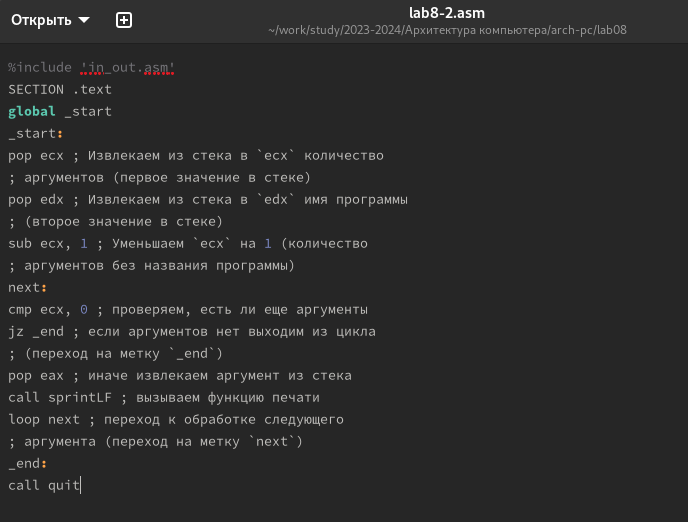 Открыть
lab8-2.asm
~/work/study/2023-2024/Архитектура компьютера/arch-pc/lab08
%include 'in_out.asm'
SECTION .text
global _start
_start:
pop ecx ; Извлекаем из стека в `ecx` количество
; аргументов (первое значение в стеке)
pop edx ; Извлекаем из стека в `edx` имя программы
; (второе значение в стеке)
sub ecx, 1 ; Уменьшаем `ecx` на 1 (количество
; аргументов без названия программы)
next:
cmp ecx, 0 ; проверяем, есть ли еще аргументы
jz _end ; если аргументов нет выходим из цикла
; (переход на метку `_end`)
pop eax ; иначе извлекаем аргумент из стека
call sprintLF ; вызываем функцию печати
loop next ; переход к обработке следующего
; аргумента (переход на метку `next`)
_end:
call quit